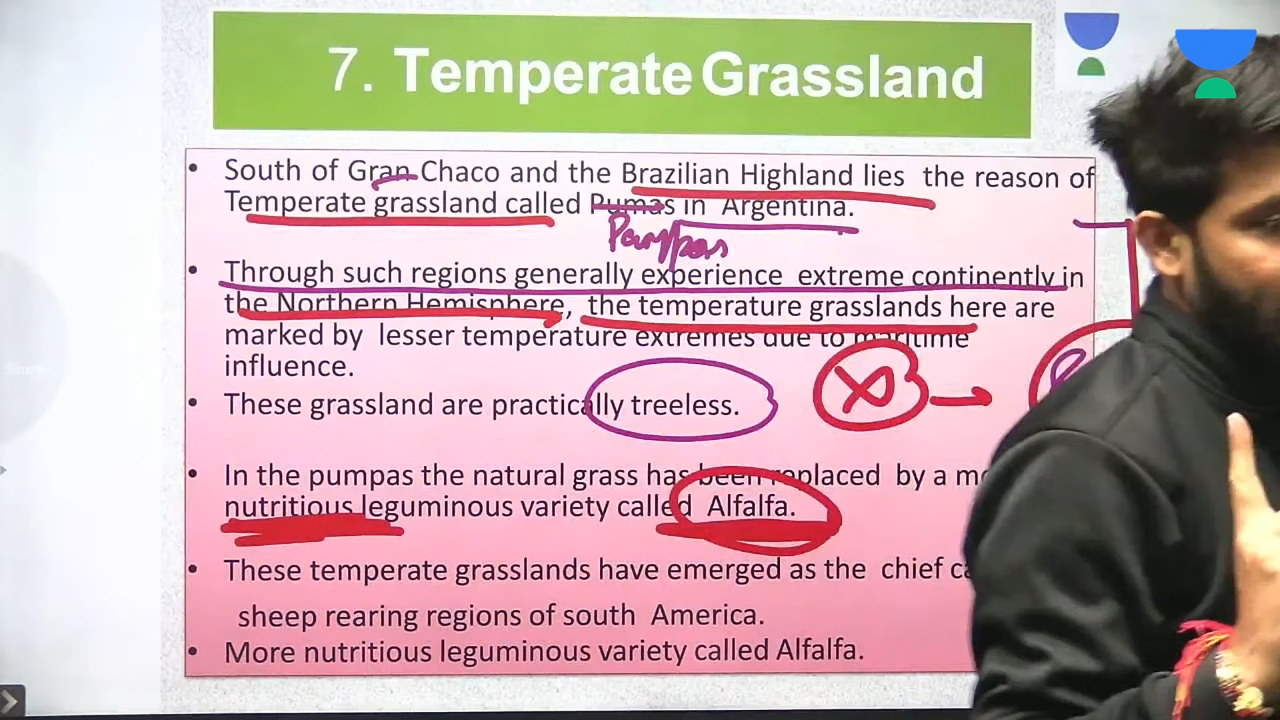 7. Temperate Grassland
• South of Gran Chaco and the Brazilian Highland lies the reason of
Temperate grassland called Pumas in Argentina.
Pampas
• Through such regions generally experience extreme continently in
the Northern Hemisphere, the temperature grasslands here are
marked by lesser temperature extremes due to maritime
influence.
• These grassland are practically treeless.
• In the pumpas the natural grass has been replaced by a
nutritious leguminous variety called Alfalfa.
• These temperate grasslands have emerged as the chief
sheep rearing regions of south America.
• More nutritious leguminous variety called Alfalfa.